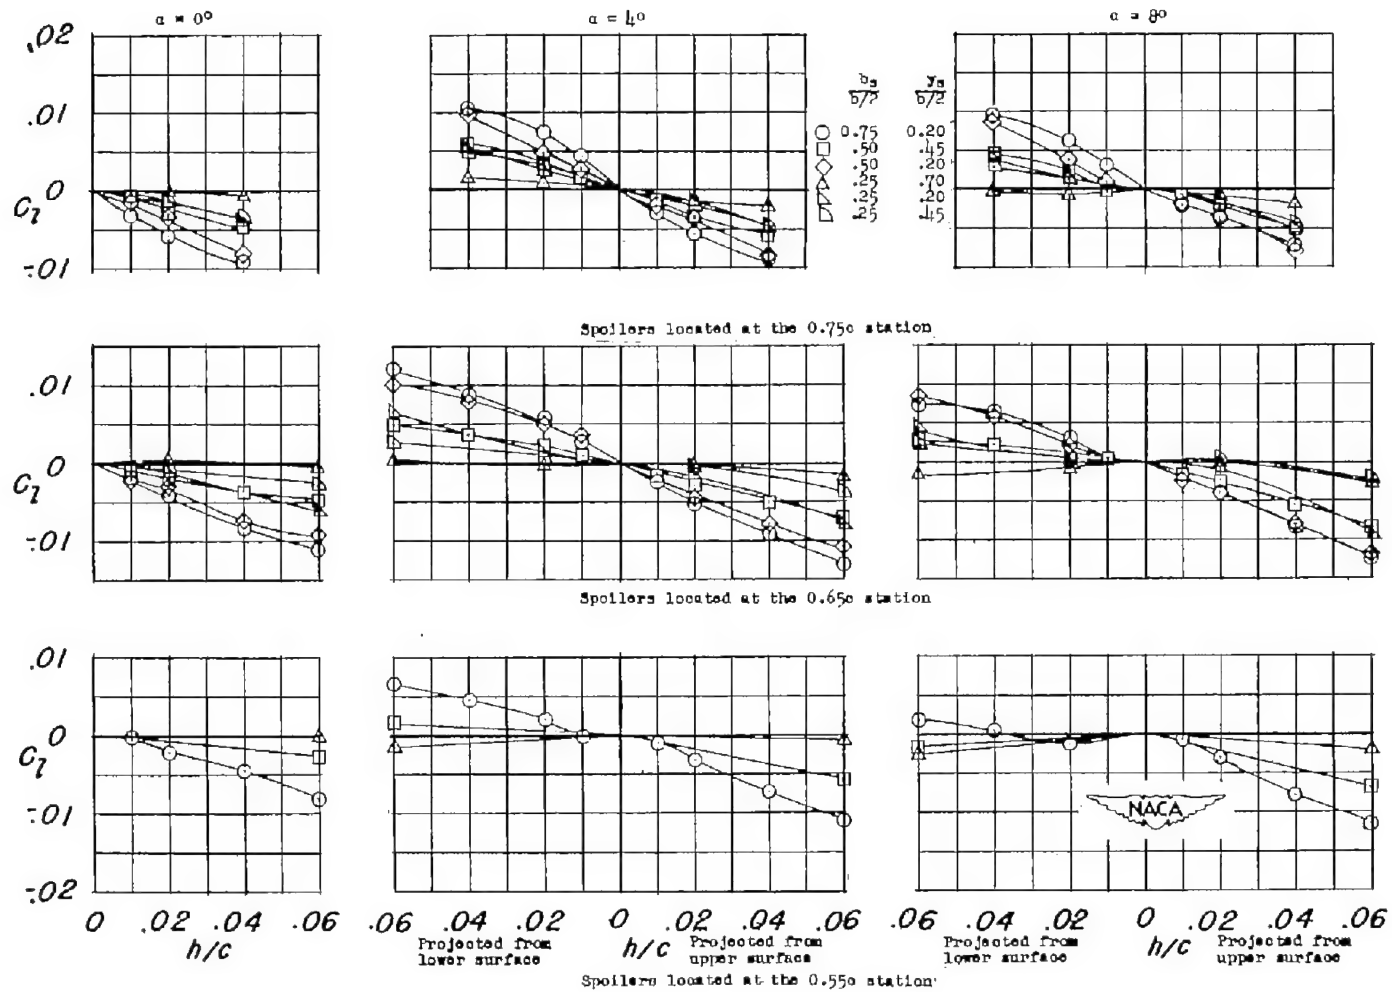 α = 0°
α = 4°
α = 8°
.02
.01
0
-.01
C_l
b_s
b/2
y_s
b/2
0.75 0.20
.50 .45
.50 .20
.25 .70
.25 .20
.25 .45
Spoilers located at the 0.75c station
.01
0
-.01
C_l
Spoilers located at the 0.65c station
.01
0
-.01
-.02
C_l
NACA
0 .02 .04 .06
.06 .04 .02 0 .02 .04 .06
.06 .04 .02 0 .02 .04 .06
h/c
Projected from
lower surface
h/c
Projected from
upper surface
Projected from
lower surface
h/c
Projected from
upper surface
Spoilers located at the 0.55c station